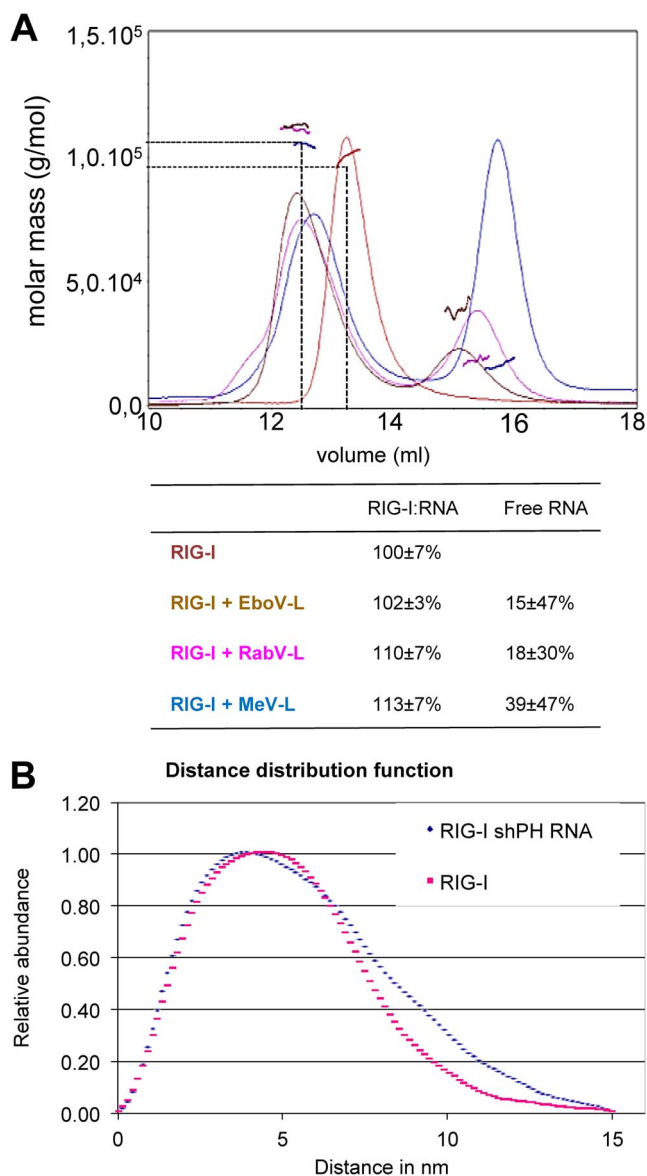 A
1,5.10⁵
1,0.10⁵
5,0.10⁴
0,0
molar mass (g/mol)
10 12 14 16 18
volume (ml)
RIG-I:RNA Free RNA
RIG-I 100±7%
RIG-I + EboV-L 102±3% 15±47%
RIG-I + RabV-L 110±7% 18±30%
RIG-I + MeV-L 113±7% 39±47%
B Distance distribution function
1.20
1.00
0.80
0.60
0.40
0.20
0.00
Relative abundance
RIG-I shPH RNA
RIG-I
0 5 10 15
Distance in nm